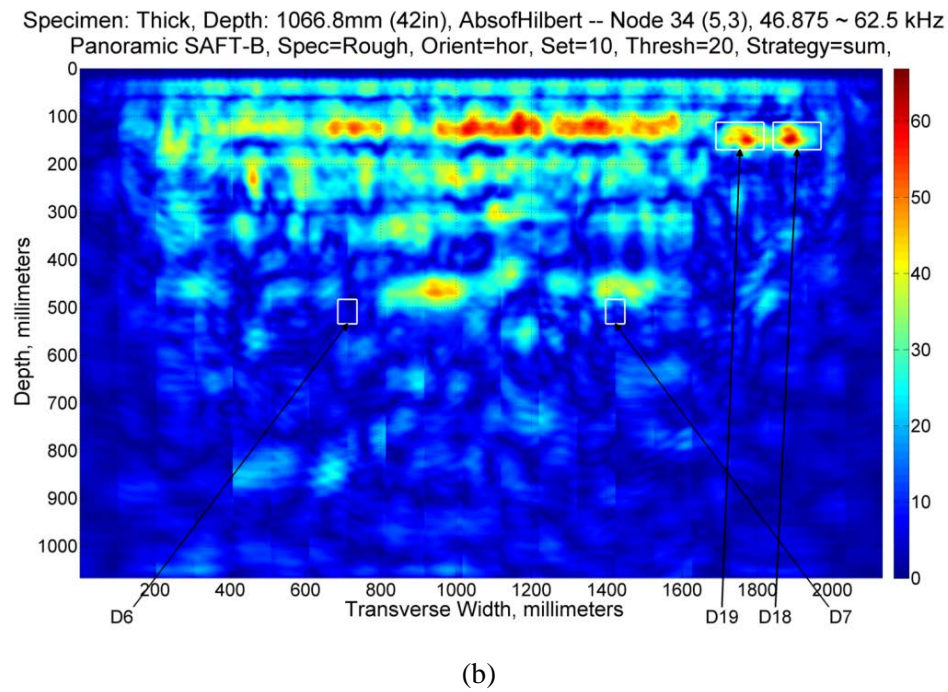 Specimen: Thick, Depth: 1066.8mm (42in), AbsofHilbert -- Node 34 (5,3), 46.875 ~ 62.5 kHz
Panoramic SAFT-B, Spec=Rough, Orient=hor, Set=10, Thresh=20, Strategy=sum,
0
100
200
300
400
500
600
700
800
900
1000
Depth, millimeters
60
50
40
30
20
10
0
200 400 600 800 1000 1200 1400 1600 1800 2000
Transverse Width, millimeters
D6 D19 D18 D7
(b)